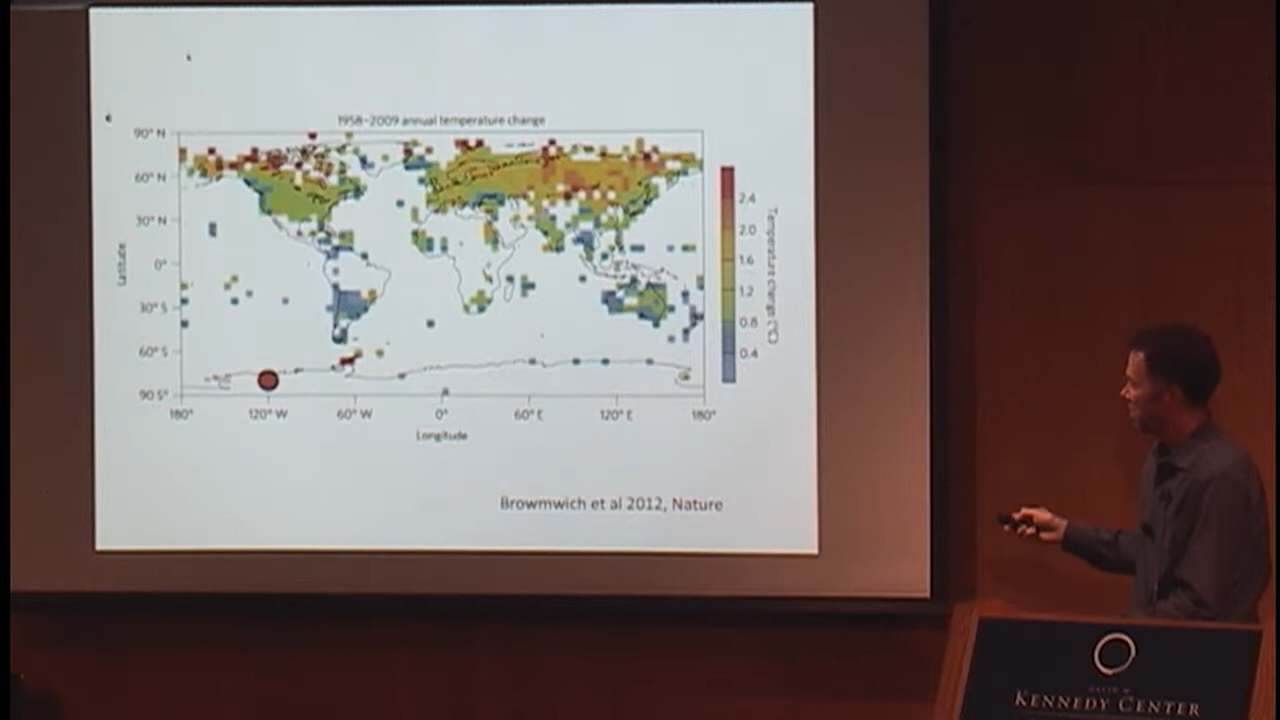 1958–2009 annual temperature change
90° N
60° N
30° N
0°
30° S
60° S
90 S°
Latitude
180°
120° W
60° W
0°
60° E
120° E
180°
Longitude
2.4
2.0
1.6
1.2
0.8
0.4
Temperature change (°C)
Browmwich et al 2012, Nature
KENNEDY CENTER